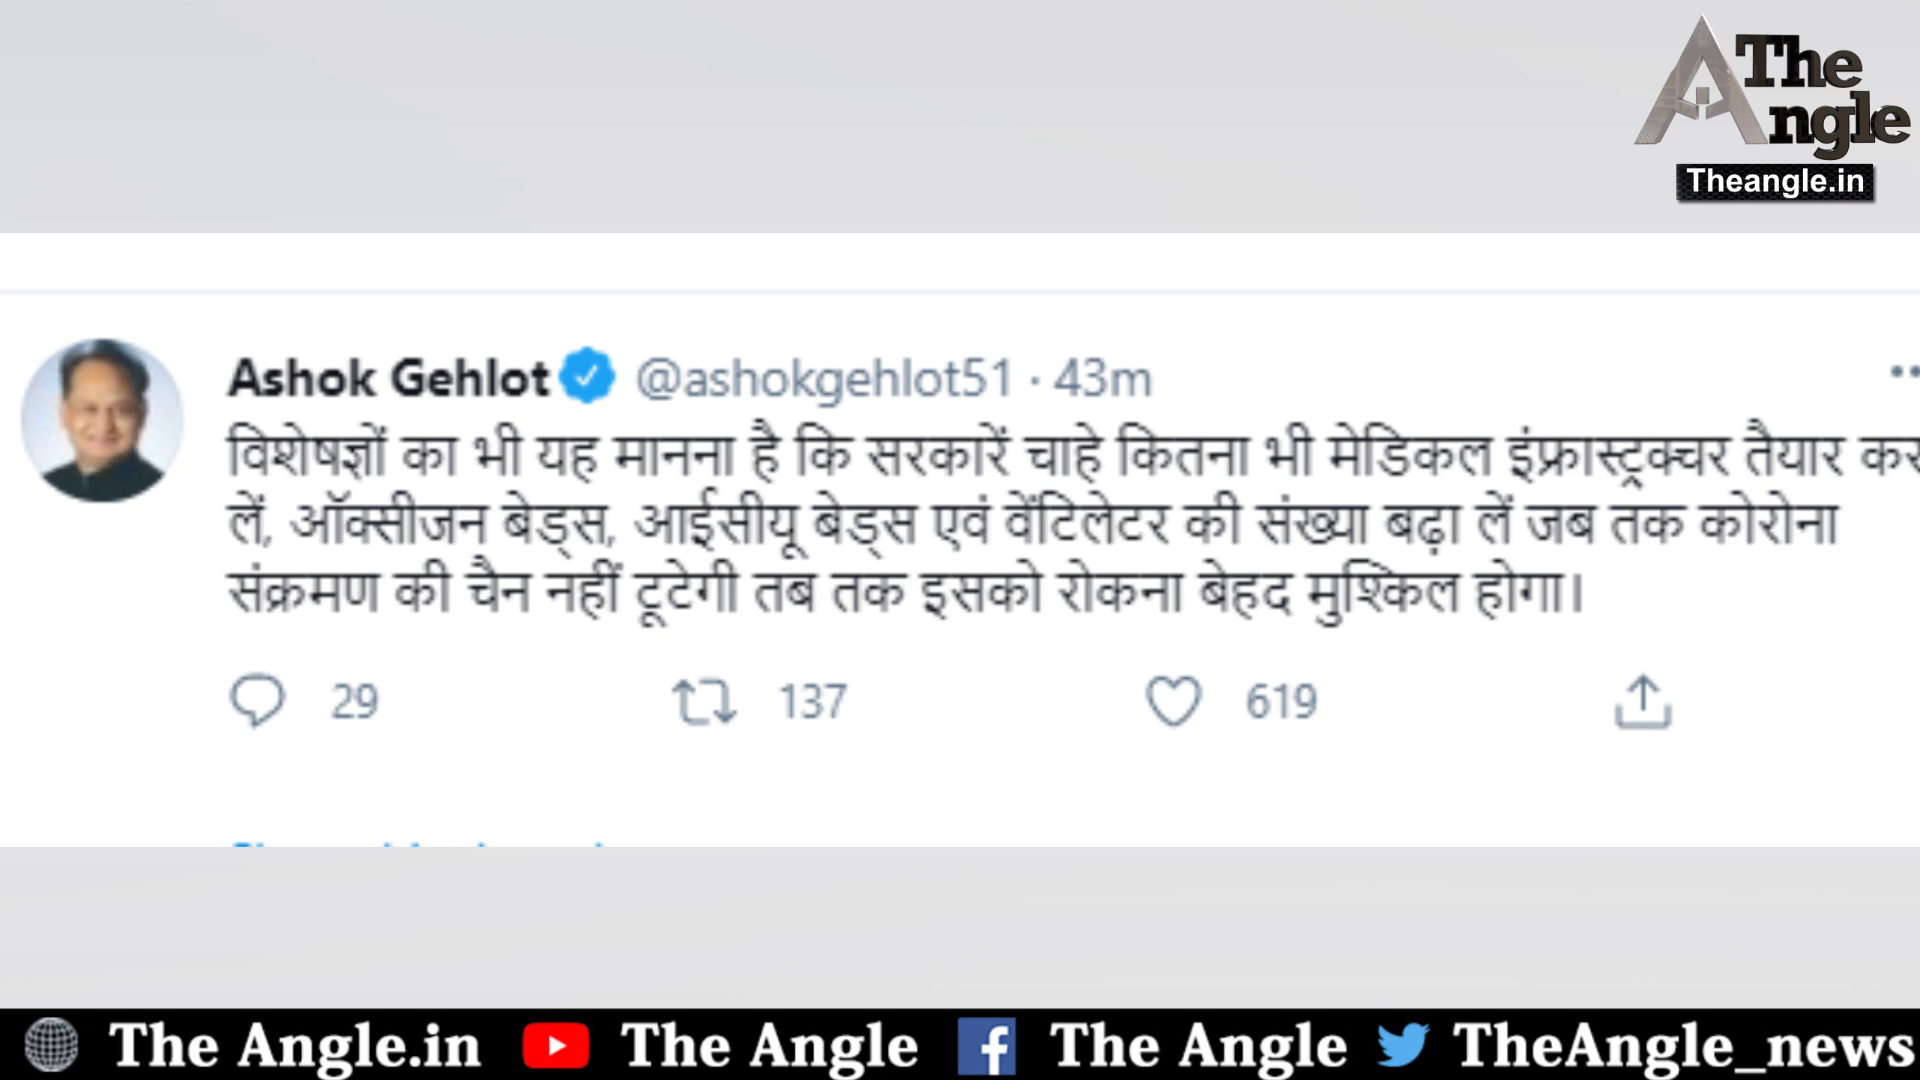 The
Angle
Theangle.in
Ashok Gehlot @ashokgehlot51 · 43m
विशेषज्ञों का भी यह मानना है कि सरकारें चाहे कितना भी मेडिकल इंफ्रास्ट्रक्चर तैयार कर
लें, ऑक्सीजन बेड्स, आईसीयू बेड्स एवं वेंटिलेटर की संख्या बढ़ा लें जब तक कोरोना
संक्रमण की चैन नहीं टूटेगी तब तक इसको रोकना बेहद मुश्किल होगा।
29 137 619
The Angle.in The Angle The Angle TheAngle_news